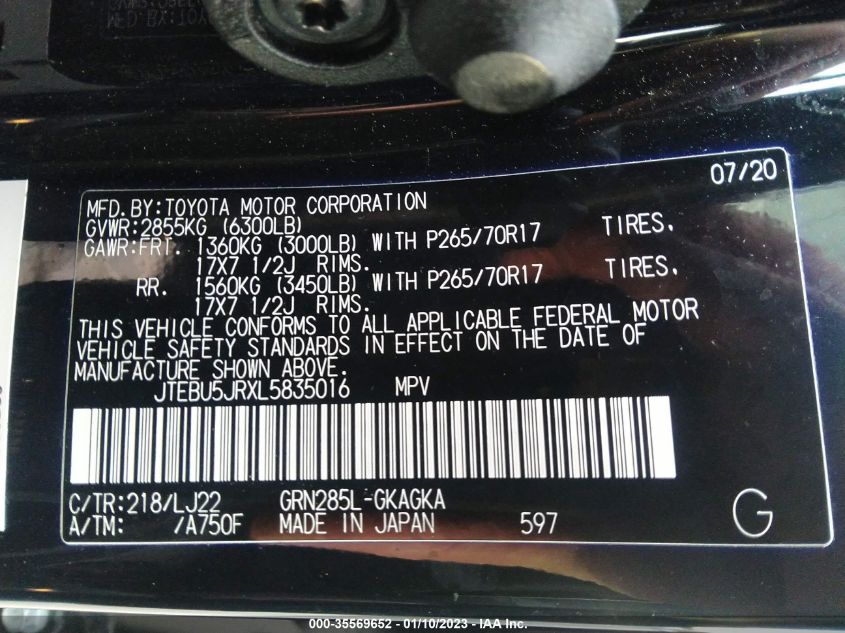 07/20
MFD.BY:TOYOTA MOTOR CORPORATION
GVWR:2855KG (6300LB)
GAWR:FRT. 1360KG (3000LB) WITH P265/70R17 TIRES,
17X7 1/2J RIMS.
RR. 1560KG (3450LB) WITH P265/70R17 TIRES,
17X7 1/2J RIMS.
THIS VEHICLE CONFORMS TO ALL APPLICABLE FEDERAL MOTOR
VEHICLE SAFETY STANDARDS IN EFFECT ON THE DATE OF
MANUFACTURE SHOWN ABOVE.
JTEBU5JRXL5835016 MPV
C/TR:218/LJ22 GRN285L-GKAGKA
A/TM: /A750F MADE IN JAPAN 597 G
000-35569652 - 01/10/2023 - IAA Inc.